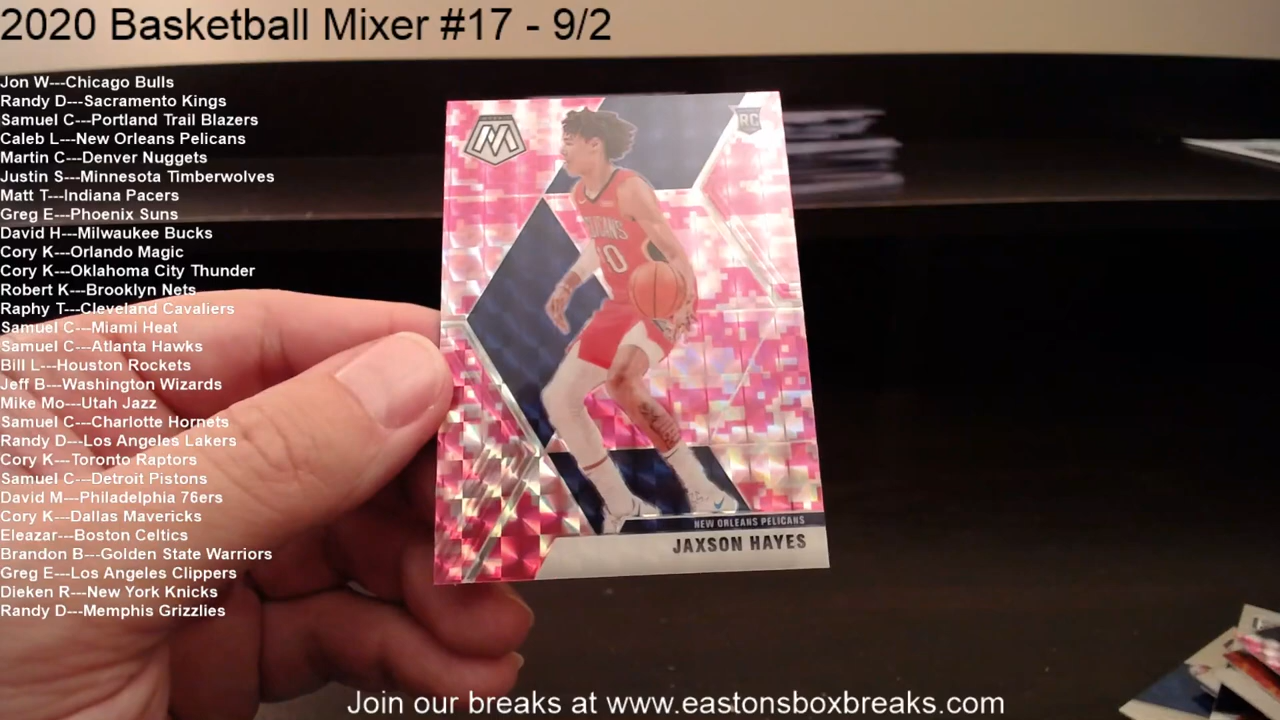 2020 Basketball Mixer #17 - 9/2
Jon W---Chicago Bulls
Randy D---Sacramento Kings
Samuel C---Portland Trail Blazers
Caleb L---New Orleans Pelicans
Martin C---Denver Nuggets
Justin S---Minnesota Timberwolves
Matt T---Indiana Pacers
Greg E---Phoenix Suns
David H---Milwaukee Bucks
Cory K---Orlando Magic
Cory K---Oklahoma City Thunder
Robert K---Brooklyn Nets
Raphy T---Cleveland Cavaliers
Samuel C---Miami Heat
Samuel C---Atlanta Hawks
Bill L---Houston Rockets
Jeff B---Washington Wizards
Mike Mo---Utah Jazz
Samuel C---Charlotte Hornets
Randy D---Los Angeles Lakers
Cory K---Toronto Raptors
Samuel C---Detroit Pistons
David M---Philadelphia 76ers
Cory K---Dallas Mavericks
Eleazar---Boston Celtics
Brandon B---Golden State Warriors
Greg E---Los Angeles Clippers
Dieken R---New York Knicks
Randy D---Memphis Grizzlies
M
RC
10
NEW ORLEANS PELICANS
JAXSON HAYES
Join our breaks at www.eastonsboxbreaks.com